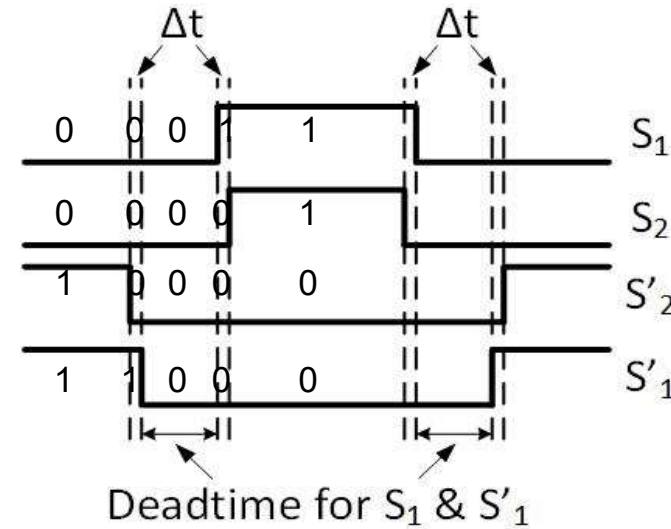 Δt Δt
0 0 0 1 1 S1
0 0 0 0 1 S2
1 0 0 0 0 S'2
1 1 0 0 0 S'1
Deadtime for S1 & S'1